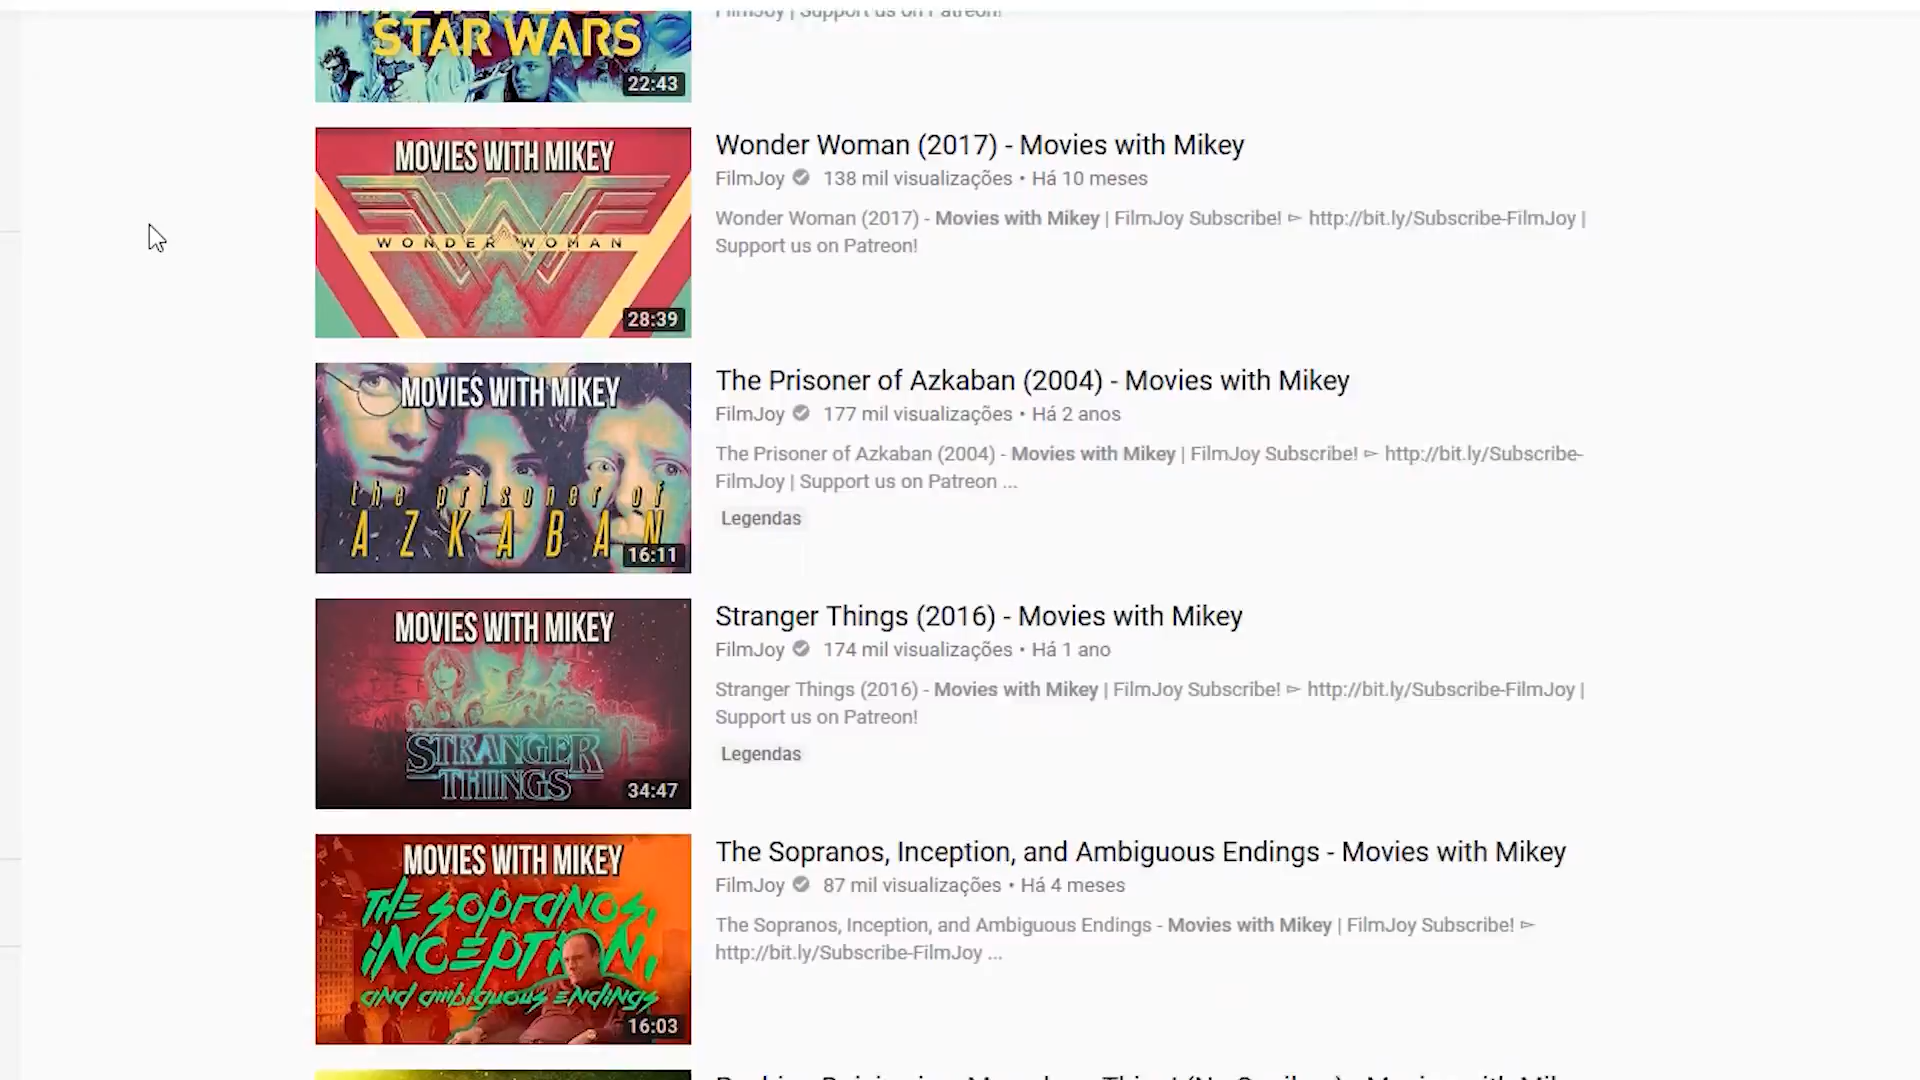 FilmJoy | Support us on Patreon!
STAR WARS
22:43
MOVIES WITH MIKEY
WONDER WOMAN
28:39
Wonder Woman (2017) - Movies with Mikey
FilmJoy 138 mil visualizações • Há 10 meses
Wonder Woman (2017) - Movies with Mikey | FilmJoy Subscribe! ► http://bit.ly/Subscribe-FilmJoy |
Support us on Patreon!
MOVIES WITH MIKEY
the prisoner of
AZKABAN
16:11
The Prisoner of Azkaban (2004) - Movies with Mikey
FilmJoy 177 mil visualizações • Há 2 anos
The Prisoner of Azkaban (2004) - Movies with Mikey | FilmJoy Subscribe! ► http://bit.ly/Subscribe-
FilmJoy | Support us on Patreon ...
Legendas
MOVIES WITH MIKEY
STRANGER
THINGS
34:47
Stranger Things (2016) - Movies with Mikey
FilmJoy 174 mil visualizações • Há 1 ano
Stranger Things (2016) - Movies with Mikey | FilmJoy Subscribe! ► http://bit.ly/Subscribe-FilmJoy |
Support us on Patreon!
Legendas
MOVIES WITH MIKEY
THE SOPRANOS,
INCEPTION,
and ambiguous ENdiNgs
16:03
The Sopranos, Inception, and Ambiguous Endings - Movies with Mikey
FilmJoy 87 mil visualizações • Há 4 meses
The Sopranos, Inception, and Ambiguous Endings - Movies with Mikey | FilmJoy Subscribe! ►
http://bit.ly/Subscribe-FilmJoy ...